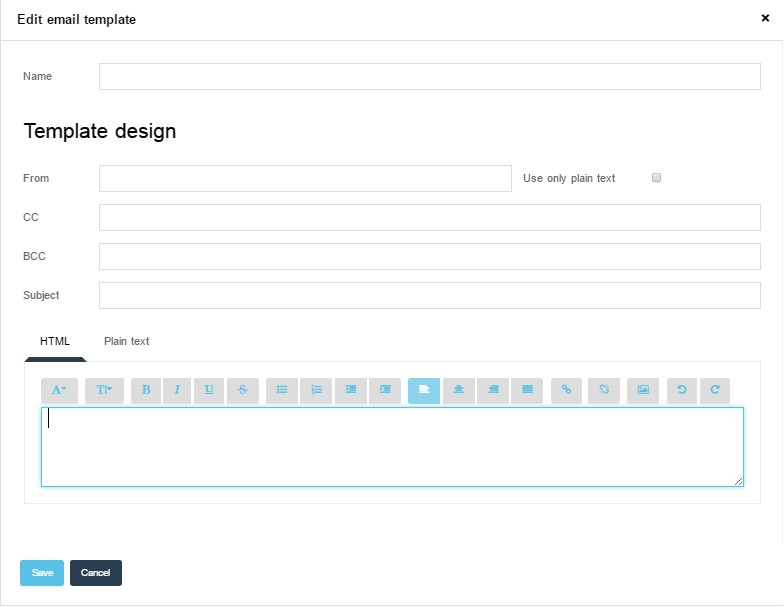 Edit email template ×
Name
Template design
From Use only plain text
CC
BCC
Subject
HTML Plain text
A T B I U S
Save Cancel